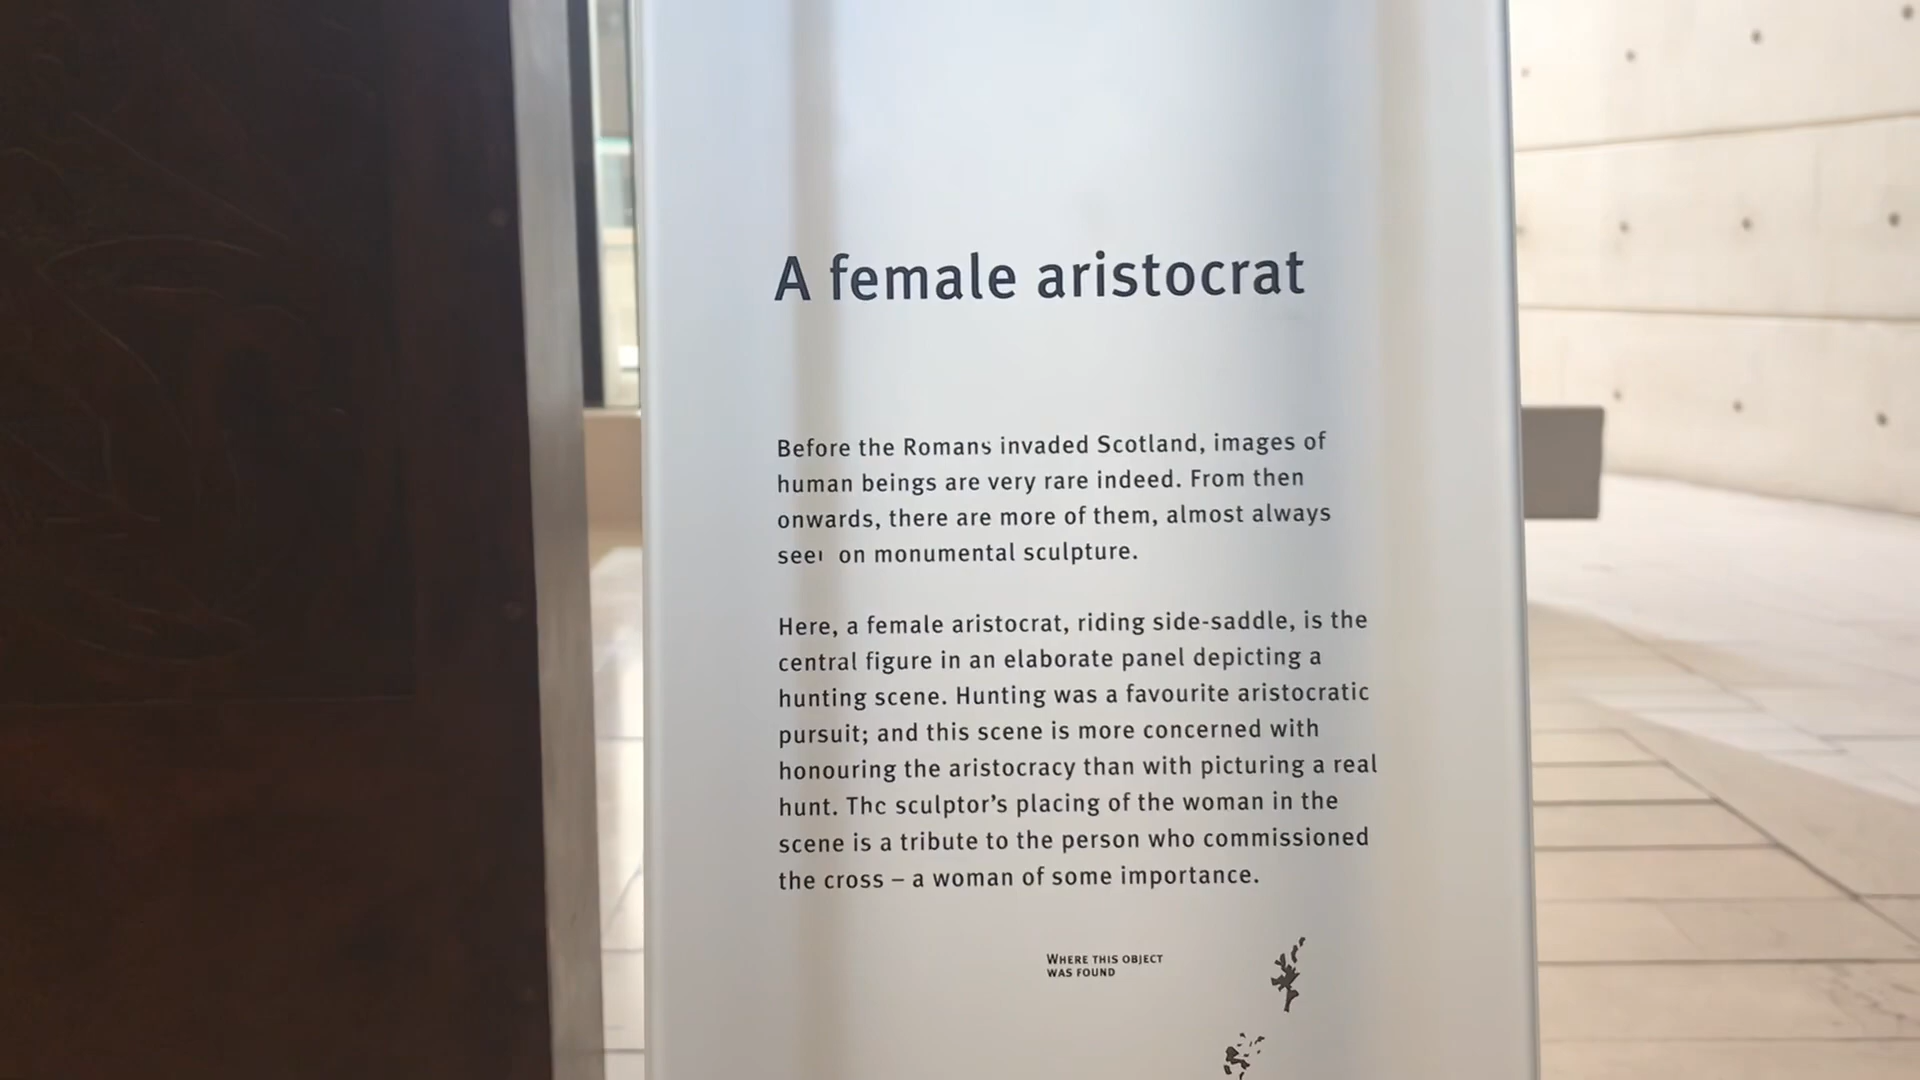 A female aristocrat
Before the Romans invaded Scotland, images of
human beings are very rare indeed. From then
onwards, there are more of them, almost always
seen on monumental sculpture.
Here, a female aristocrat, riding side-saddle, is the
central figure in an elaborate panel depicting a
hunting scene. Hunting was a favourite aristocratic
pursuit; and this scene is more concerned with
honouring the aristocracy than with picturing a real
hunt. The sculptor’s placing of the woman in the
scene is a tribute to the person who commissioned
the cross – a woman of some importance.
WHERE THIS OBJECT
WAS FOUND